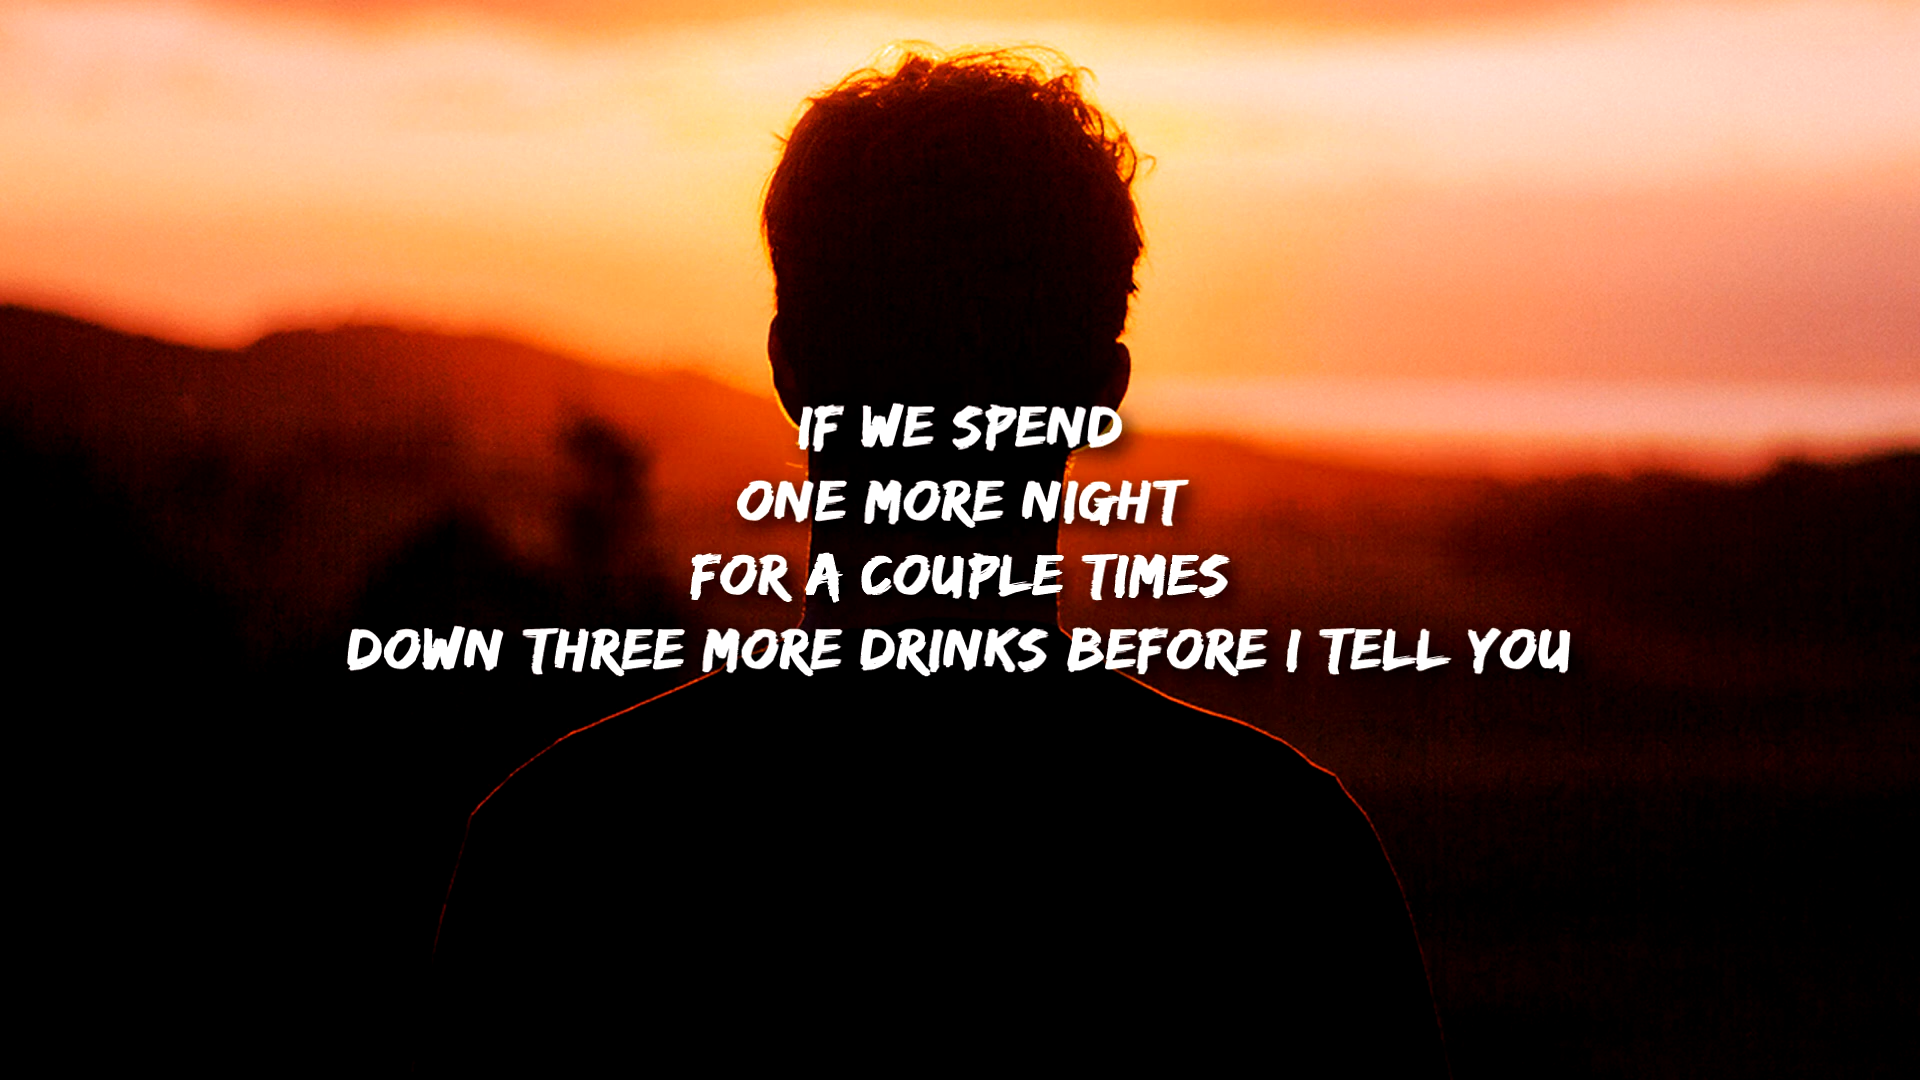 IF WE SPEND
ONE MORE NIGHT
FOR A COUPLE TIMES
DOWN THREE MORE DRINKS BEFORE I TELL YOU